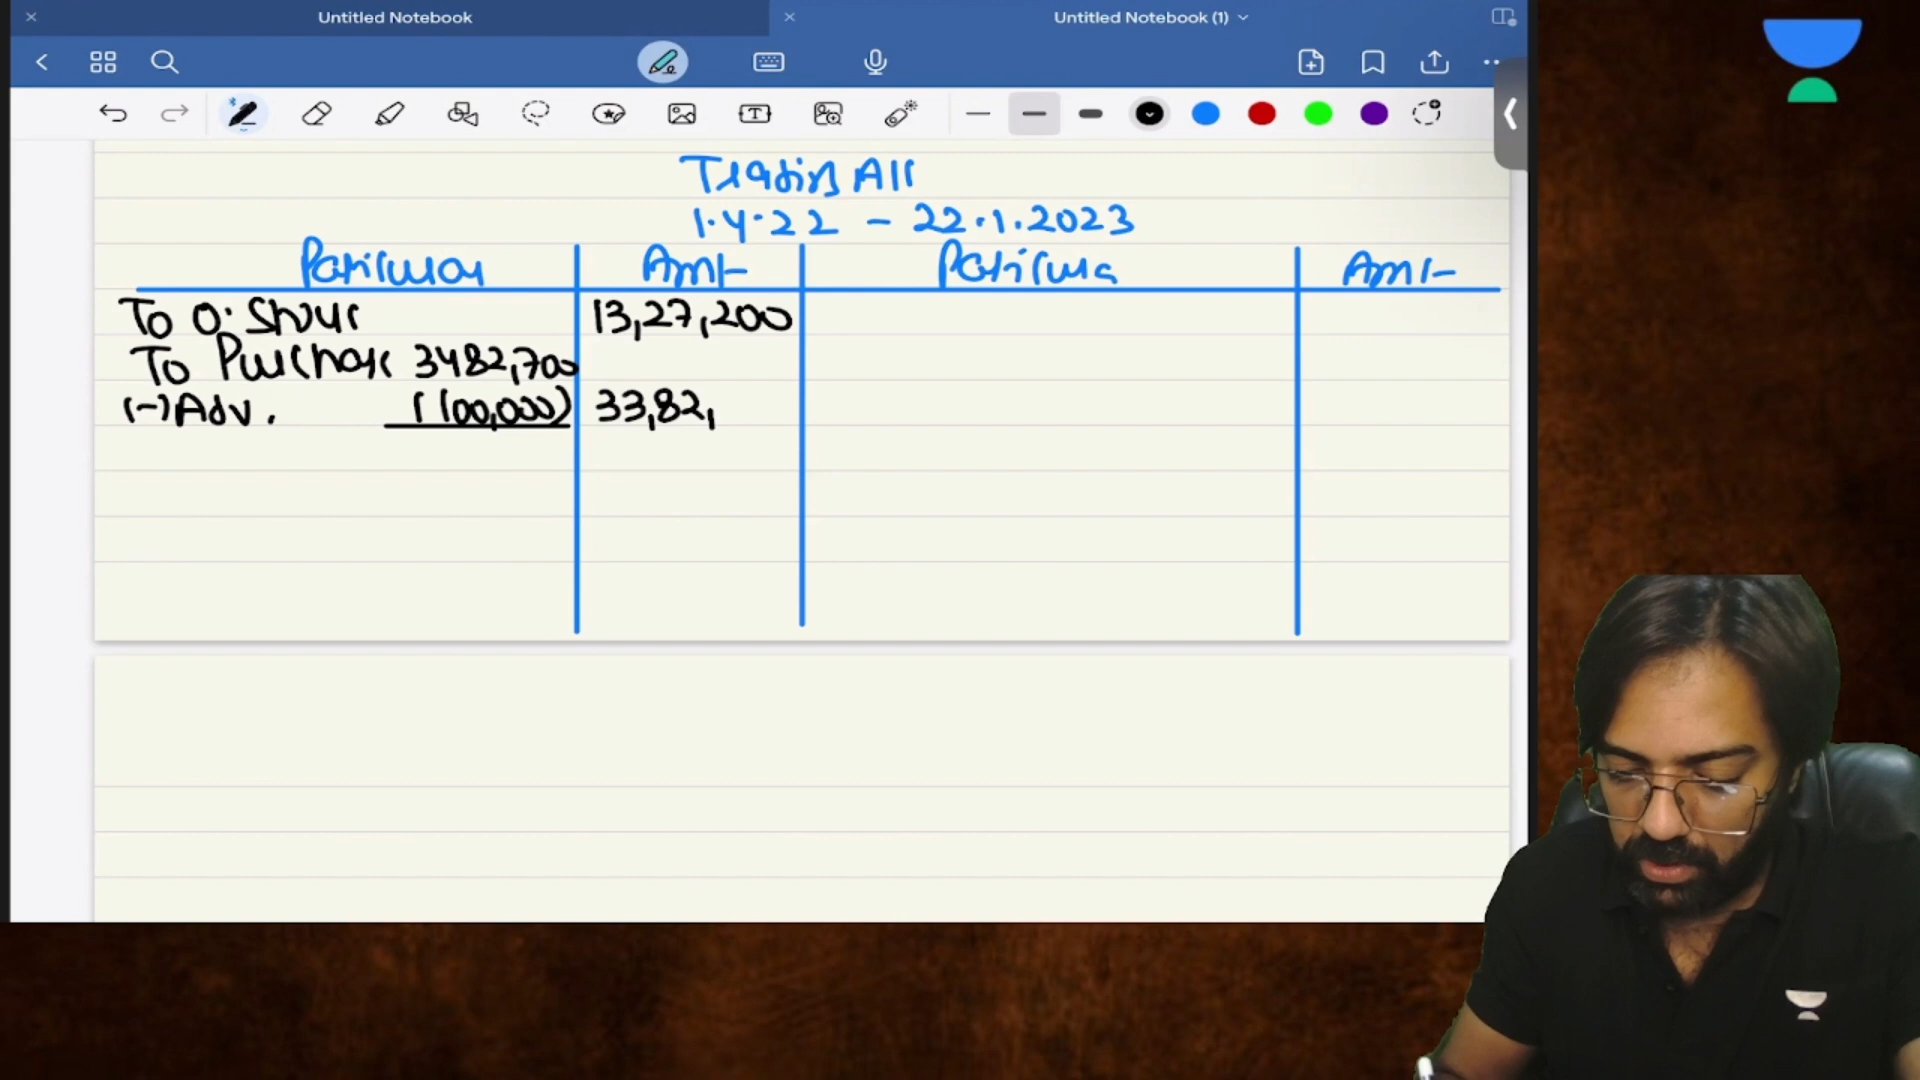 Untitled Notebook
Untitled Notebook (1)
Trading A/c
1.4.22 - 22.1.2023
Particular Amt Particula Amt
To O. Stock 13,27,200
To Purchase 3482,700
(-) Adv. (100,000) 33,82,